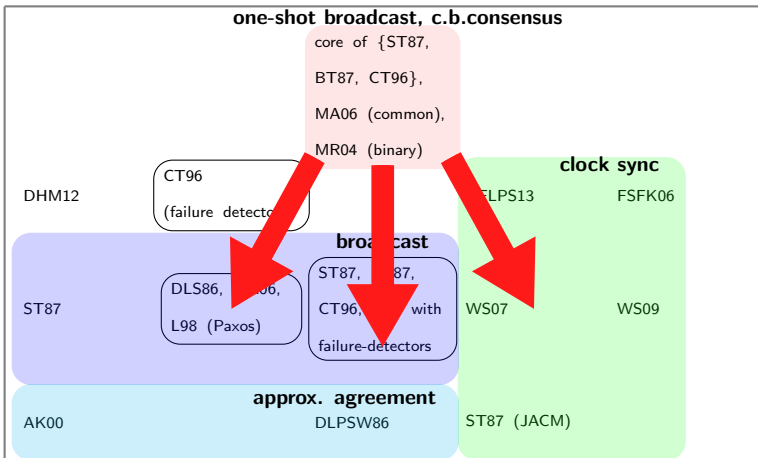 one-shot broadcast, c.b.consensus
core of {ST87,
BT87, CT96},
MA06 (common),
MR04 (binary)
clock sync
DHM12
CT96
(failure
FSFK06
broadcast
ST87
DLS86,
L98 (Paxos)
ST87,
CT96, with
failure-detectors
WS07
WS09
approx. agreement
AK00
DLPSW86
ST87 (JACM)